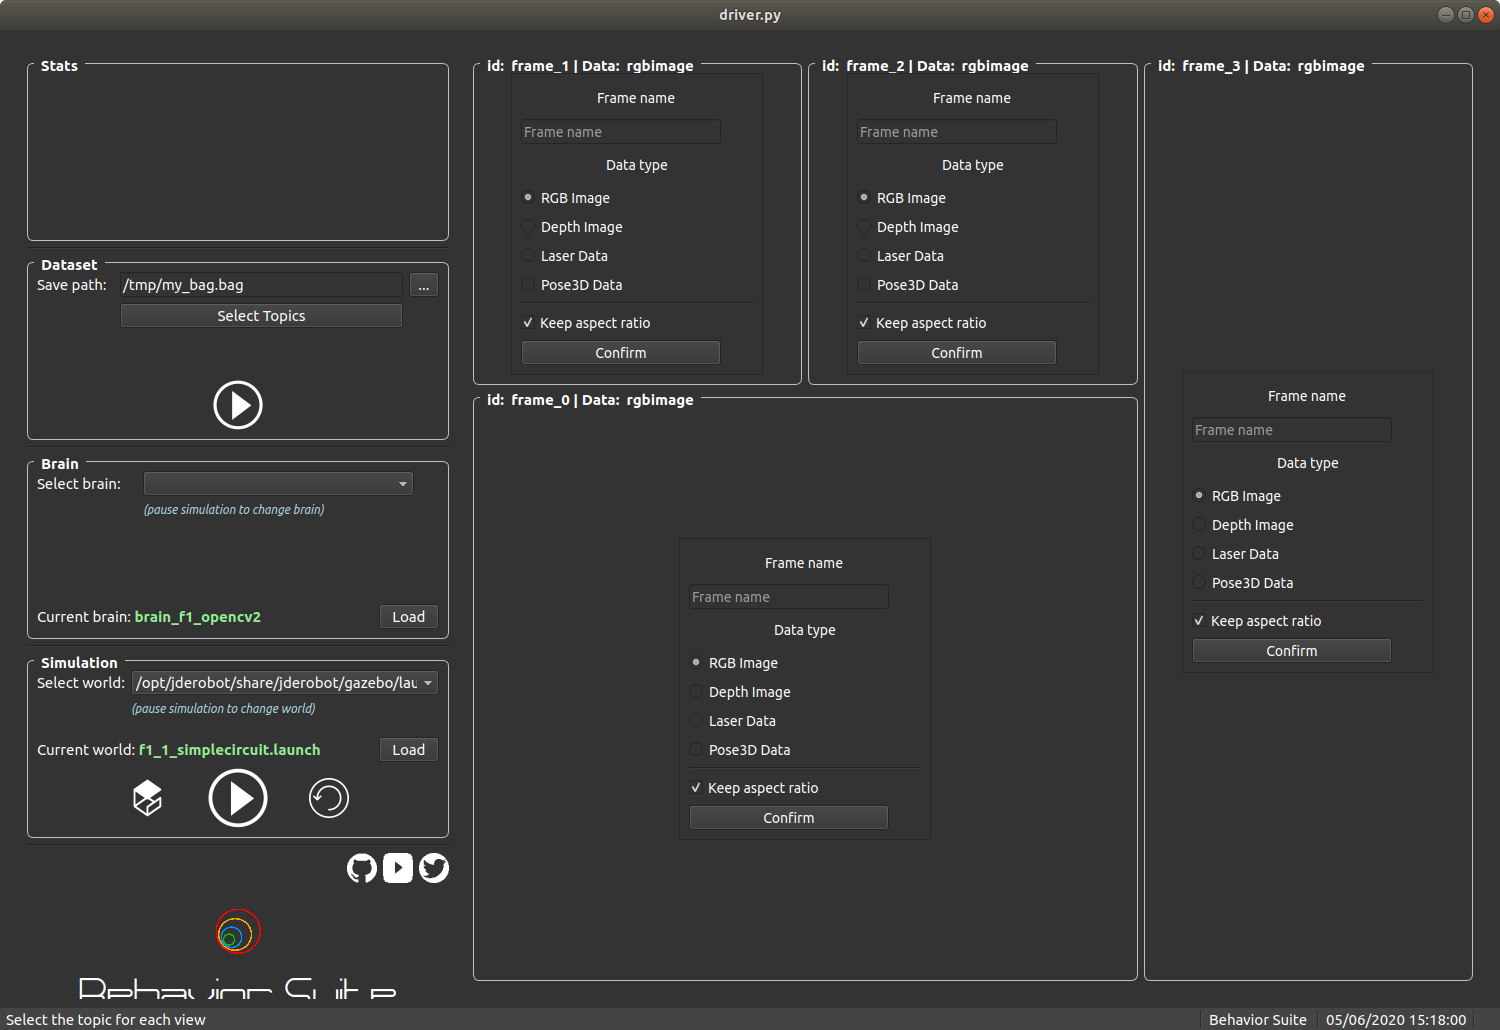 driver.py
Stats
Dataset
Save path: /tmp/my_bag.bag ...
Select Topics
Brain
Select brain:
(pause simulation to change brain)
Current brain: brain_f1_opencv2 Load
Simulation
Select world: /opt/jderobot/share/jderobot/gazebo/lau
(pause simulation to change world)
Current world: f1_1_simplecircuit.launch Load
Behavior Suite
id: frame_1 | Data: rgbimage
Frame name
Frame name
Data type
RGB Image
Depth Image
Laser Data
Pose3D Data
Keep aspect ratio
Confirm
id: frame_2 | Data: rgbimage
Frame name
Frame name
Data type
RGB Image
Depth Image
Laser Data
Pose3D Data
Keep aspect ratio
Confirm
id: frame_0 | Data: rgbimage
Frame name
Frame name
Data type
RGB Image
Depth Image
Laser Data
Pose3D Data
Keep aspect ratio
Confirm
id: frame_3 | Data: rgbimage
Frame name
Frame name
Data type
RGB Image
Depth Image
Laser Data
Pose3D Data
Keep aspect ratio
Confirm
Select the topic for each view
Behavior Suite
05/06/2020 15:18:00